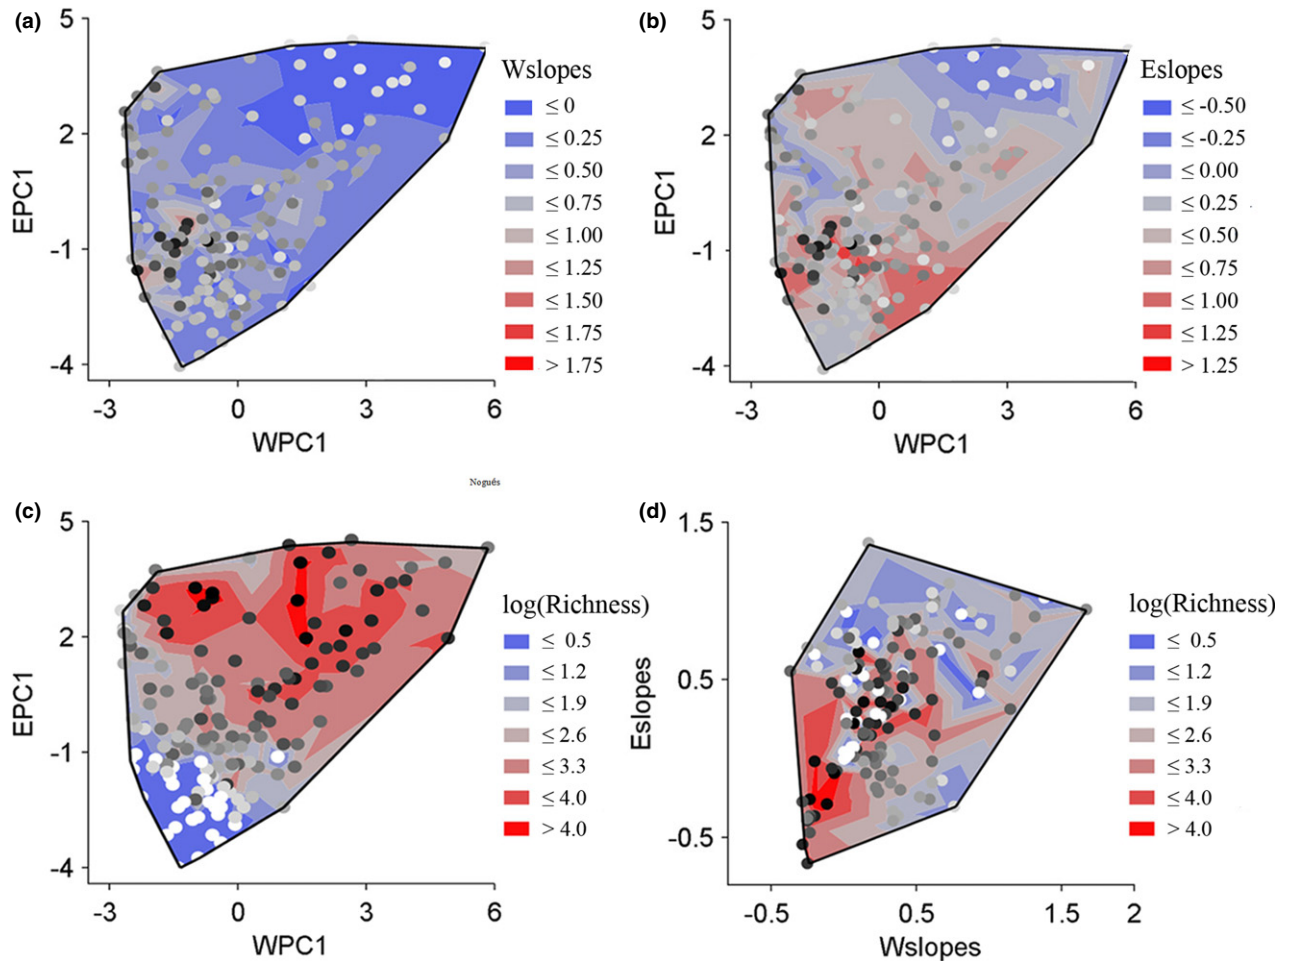 (a)
5
2
-1
-4
EPC1
-3 0 3 6
WPC1
Wslopes
≤ 0
≤ 0.25
≤ 0.50
≤ 0.75
≤ 1.00
≤ 1.25
≤ 1.50
≤ 1.75
> 1.75
(b)
5
2
-1
-4
EPC1
-3 0 3 6
WPC1
Eslopes
≤ -0.50
≤ -0.25
≤ 0.00
≤ 0.25
≤ 0.50
≤ 0.75
≤ 1.00
≤ 1.25
> 1.25
Nogués
(c)
5
2
-1
-4
EPC1
-3 0 3 6
WPC1
log(Richness)
≤ 0.5
≤ 1.2
≤ 1.9
≤ 2.6
≤ 3.3
≤ 4.0
> 4.0
(d)
1.5
0.5
-0.5
Eslopes
-0.5 0.5 1.5 2
Wslopes
log(Richness)
≤ 0.5
≤ 1.2
≤ 1.9
≤ 2.6
≤ 3.3
≤ 4.0
> 4.0